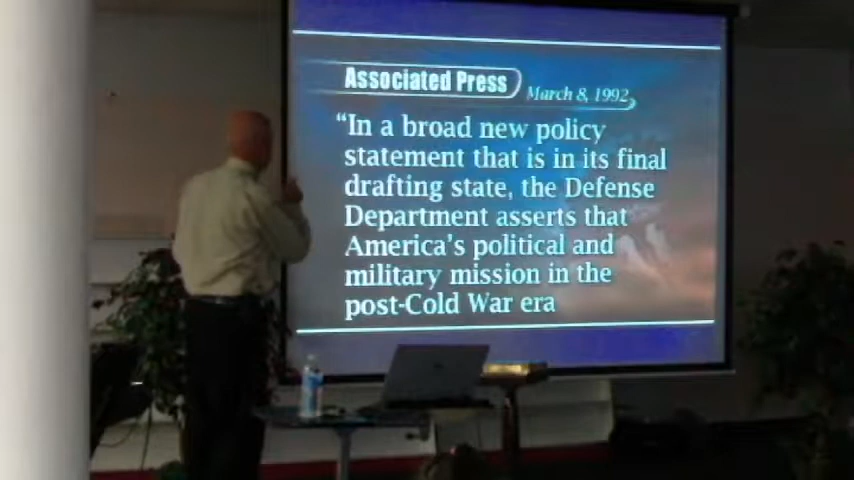 Associated Press
March 8, 1992
“In a broad new policy
statement that is in its final
drafting state, the Defense
Department asserts that
America's political and
military mission in the
post-Cold War era